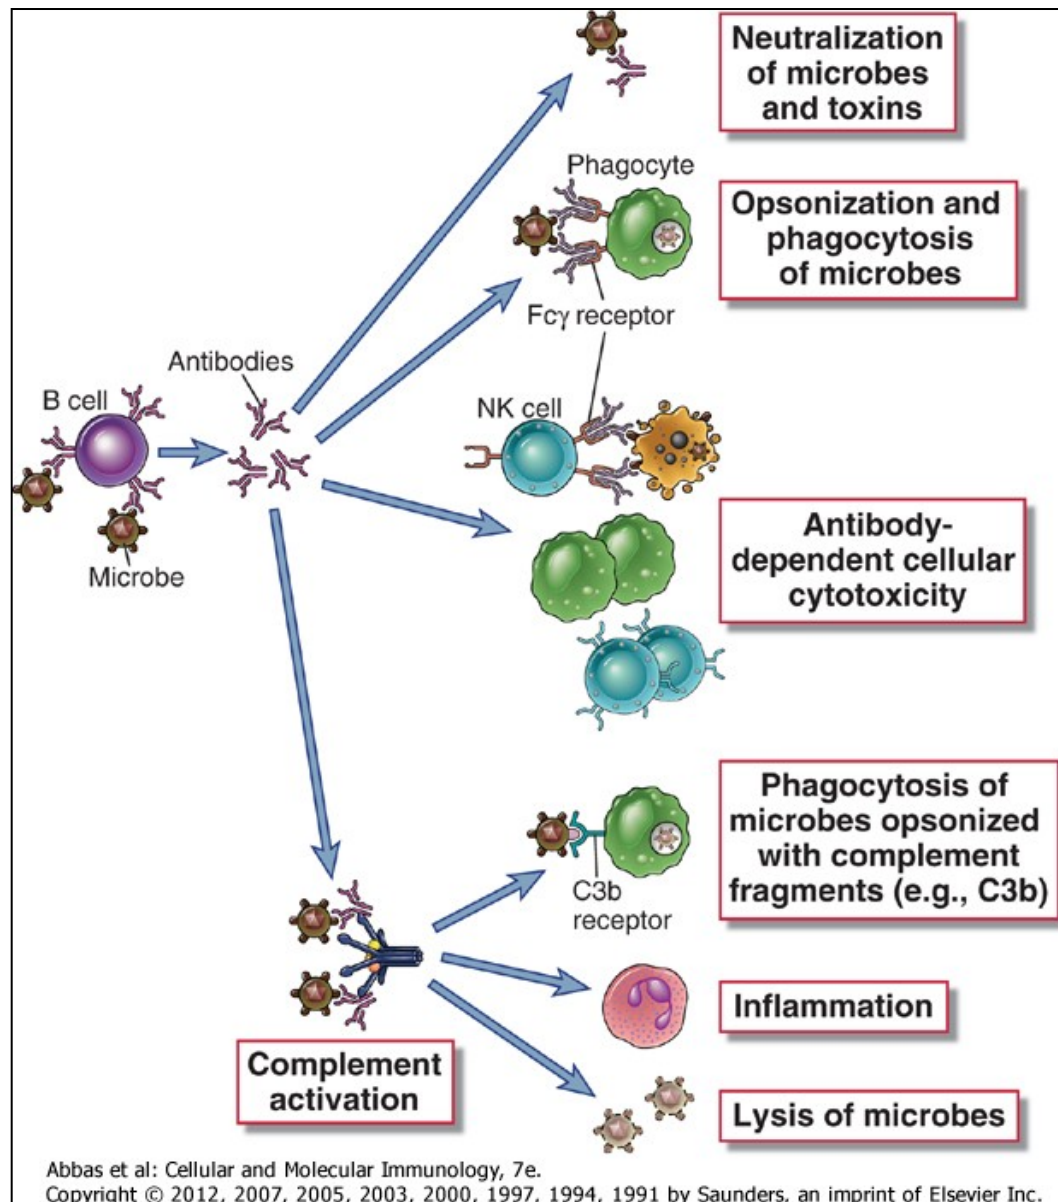 Neutralization
of microbes
and toxins
Phagocyte
Opsonization and
phagocytosis
of microbes
Fcγ receptor
Antibodies
B cell
NK cell
Microbe
Antibody-
dependent cellular
cytotoxicity
Phagocytosis of
microbes opsonized
with complement
fragments (e.g., C3b)
C3b
receptor
Inflammation
Complement
activation
Lysis of microbes
Abbas et al: Cellular and Molecular Immunology, 7e.
Copyright © 2012, 2007, 2005, 2003, 2000, 1997, 1994, 1991 by Saunders, an imprint of Elsevier Inc